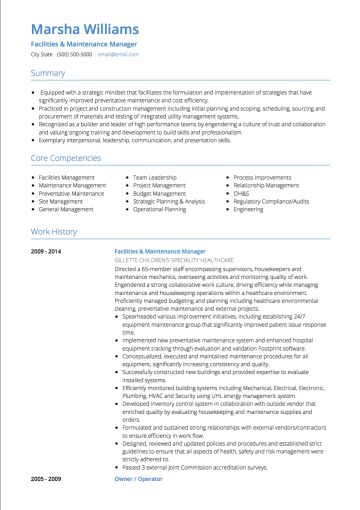 Marsha Williams
Facilities & Maintenance Manager
City State (500) 500-5000 | email@email.com
Summary
• Equipped with a strategic mindset that facilitates the formulation and implementation of strategies that have
significantly improved preventative maintenance and cost efficiency.
• Practiced in project and construction management including initial planning and scoping, scheduling, sourcing and
procurement of materials and testing of integrated utility management systems.
• Recognized as a builder and leader of high performance teams by engendering a culture of trust and collaboration
and valuing ongoing training and development to build skills and professionalism.
• Exemplary interpersonal, leadership, communication, and presentation skills.
Core Competencies
• Facilities Management
• Maintenance Management
• Preventative Maintenance
• Site Management
• General Management
• Team Leadership
• Project Management
• Budget Management
• Strategic Planning & Analysis
• Operational Planning
• Process Improvements
• Relationship Management
• OH&S
• Regulatory Compliance/Audits
• Engineering
Work History
2009 - 2014
Facilities & Maintenance Manager
GILLETTE CHILDREN'S SPECIALITY HEALTHCARE
Directed a 65-member staff encompassing supervisors, housekeepers and
maintenance mechanics, overseeing activities and monitoring quality of work.
Engendered a strong collaborative work culture, driving efficiency while managing
maintenance and housekeeping operations within a healthcare environment.
Proficiently managed budgeting and planning including healthcare environmental
cleaning, preventative maintenance and external projects.
• Spearheaded various improvement initiatives, including establishing 24/7
equipment maintenance group that significantly improved patient issue response
time.
• Implemented new preventative maintenance system and enhanced hospital
equipment tracking through evaluation and validation Footprint software.
• Conceptualized, executed and maintained maintenance procedures for all
equipment, significantly increasing consistency and quality.
• Successfully constructed new buildings and provided expertise to evaluate
installed systems.
• Efficiently monitored building systems including Mechanical, Electrical, Electronic,
Plumbing, HVAC and Security using UHL energy management system.
• Developed inventory control system in collaboration with outside vendor that
enriched quality by evaluating housekeeping and maintenance supplies and
orders.
• Formulated and sustained strong relationships with external vendors/contractors
to ensure efficient work flow.
• Designed, reviewed and updated policies and procedures and established strict
guidelines to ensure that all aspects of health, safety and risk management were
strictly adhered to.
• Passed 3 external Joint Commission accreditation surveys.
2005 - 2009
Owner / Operator